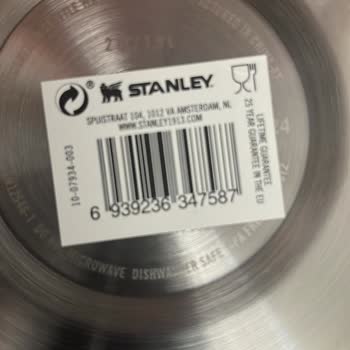 ® STANLEY.
SPUISTRAAT 104, 1012 VA AMSTERDAM, NL
WWW.STANLEY1913.COM
LIFETIME GUARANTEE
25 YEAR GUARANTEE IN THE EU
10-07934-003
6 939236 347587
MICROWAVE DISHWASHER SAFE